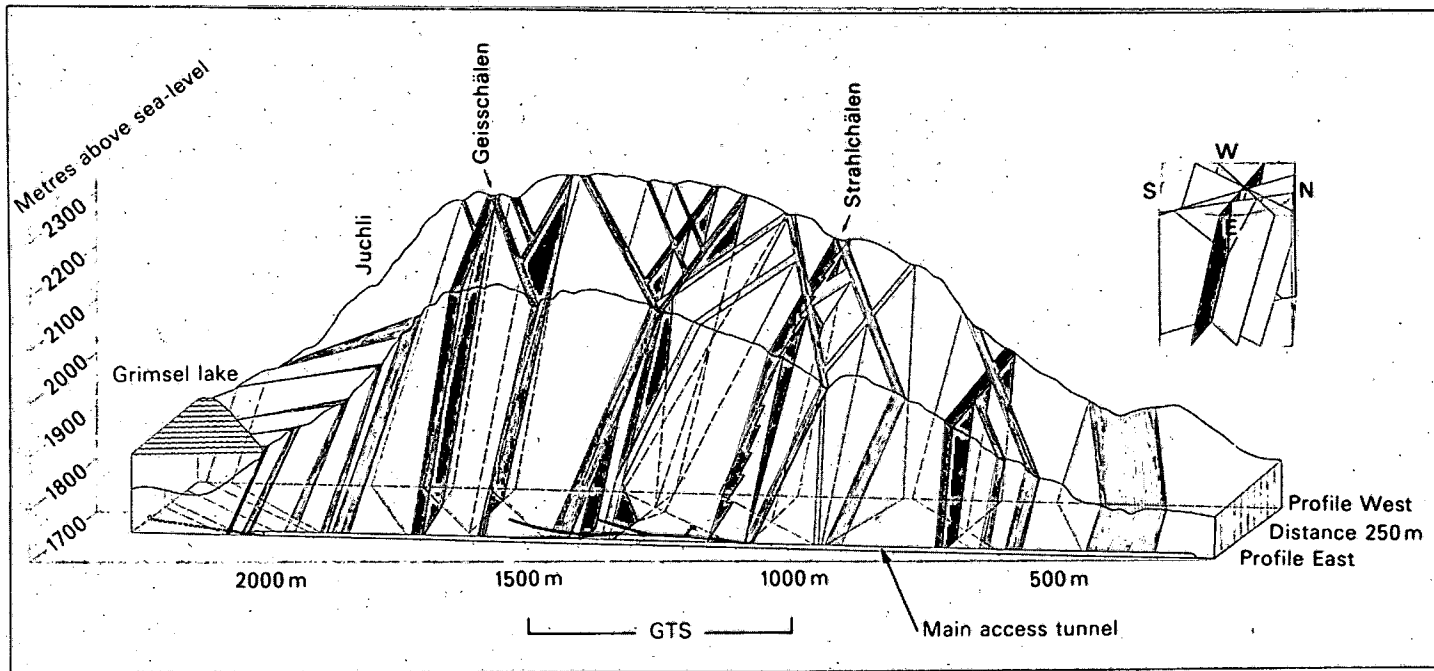 Metres above sea-level
2300
2200
2100
2000
1900
1800
1700
Grimsel lake
Juchli
Geisschälen
Strahlchälen
W
S
N
E
Profile West
Distance 250 m
Profile East
2000 m
1500 m
1000 m
500 m
GTS
Main access tunnel